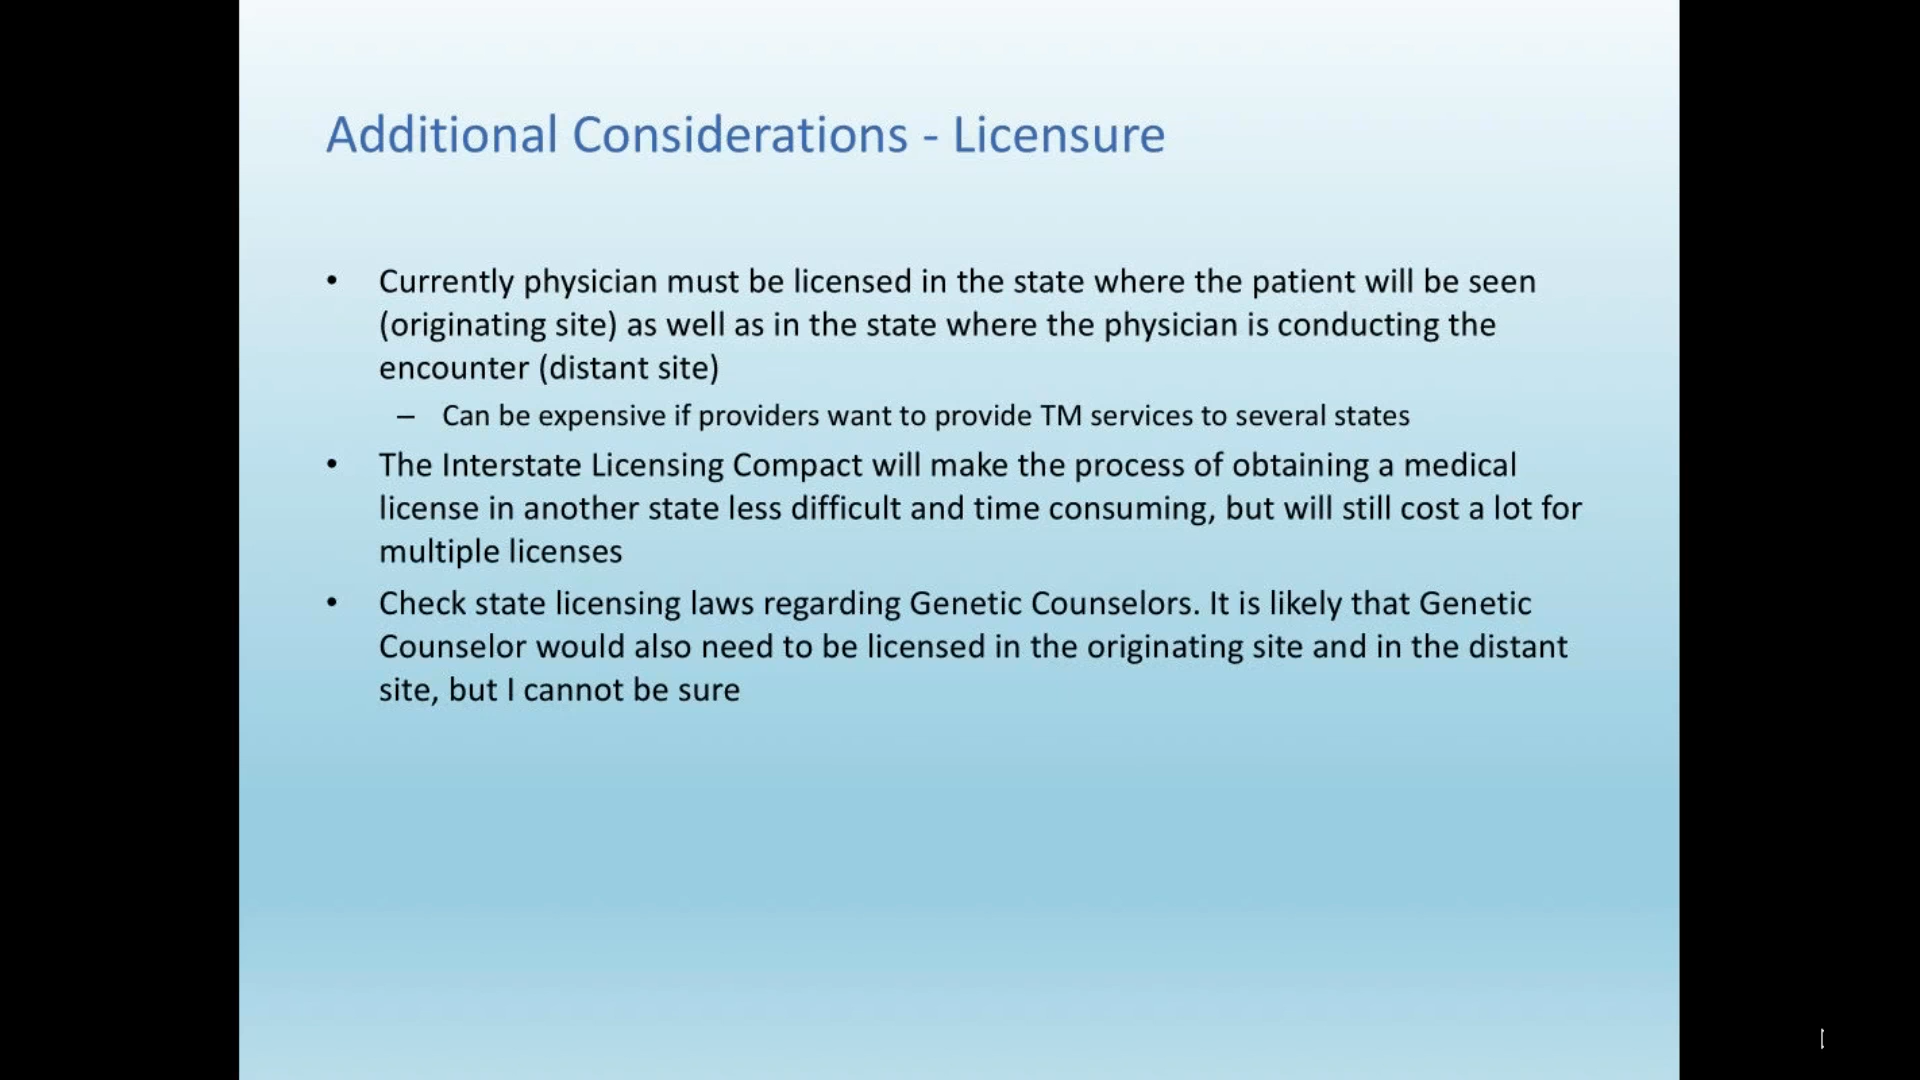 Additional Considerations - Licensure
• Currently physician must be licensed in the state where the patient will be seen
(originating site) as well as in the state where the physician is conducting the
encounter (distant site)
– Can be expensive if providers want to provide TM services to several states
• The Interstate Licensing Compact will make the process of obtaining a medical
license in another state less difficult and time consuming, but will still cost a lot for
multiple licenses
• Check state licensing laws regarding Genetic Counselors. It is likely that Genetic
Counselor would also need to be licensed in the originating site and in the distant
site, but I cannot be sure